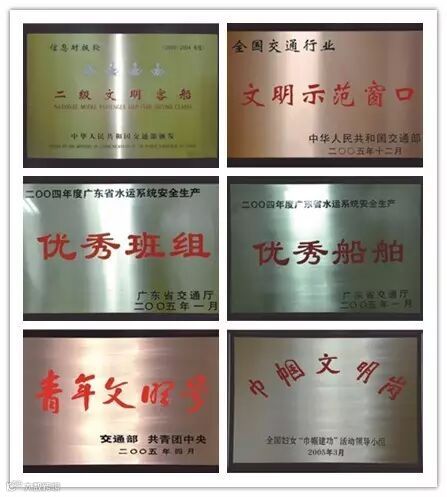 信息时报轮
二级文明客船
中华人民共和国交通部颁发
全国交通行业
文明示范窗口
中华人民共和国交通部
二〇〇五年十二月
二〇〇四年度广东省水运系统安全生产
优秀班组
广东省交通厅
二〇〇五年一月
二〇〇四年度广东省水运系统安全生产
优秀船舶
广东省交通厅
二〇〇五年一月
青年文明号
交通部 共青团中央
二〇〇五年四月
巾帼文明岗
全国妇女“巾帼建功”活动领导小组
2005年3月